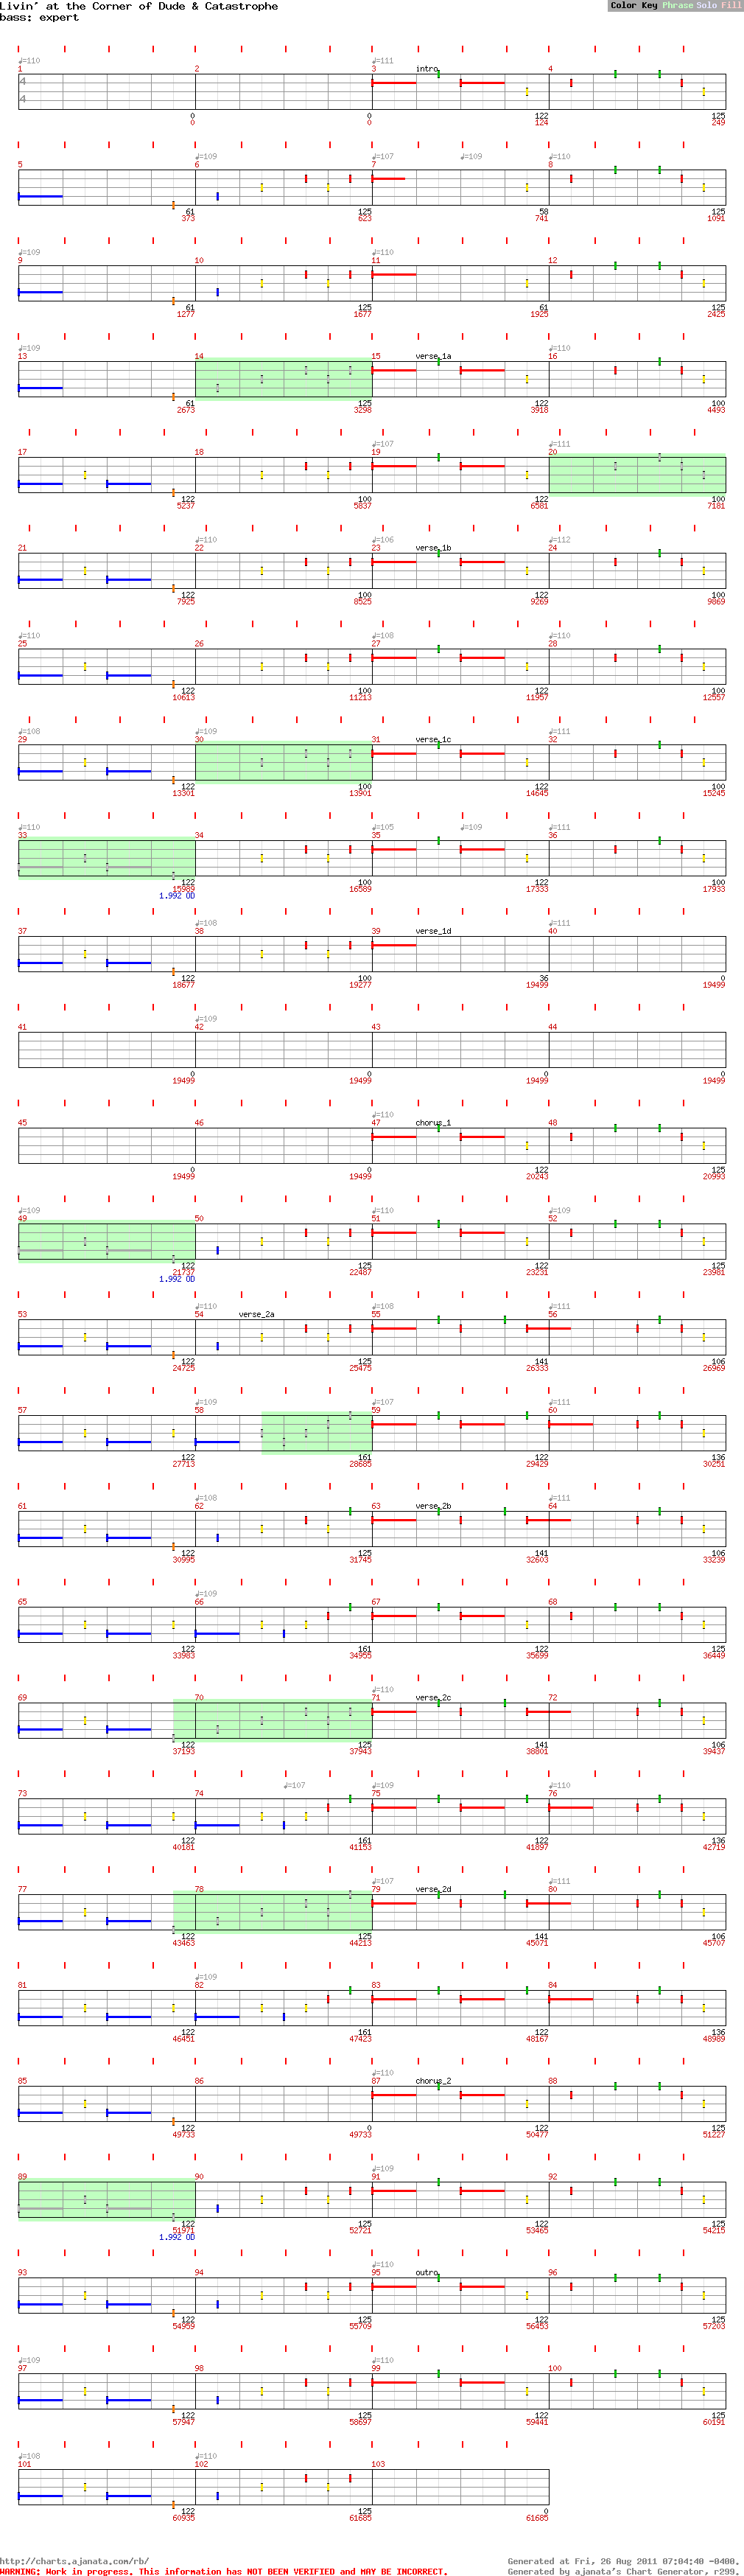 Livin' at the Corner of Dude & Catastrophe
Color Key Phrase Solo Fill
bass: expert
♩=110 ♩=111
1 2 3 intro 4
4
4
0 0 122 125
0 0 124 249
♩=109 ♩=107 ♩=109 ♩=110
5 6 7 8
61 125 58 125
373 623 741 1091
♩=109 ♩=110
9 10 11 12
61 125 61 125
1277 1677 1925 2425
♩=109 ♩=110
13 14 15 verse_1a 16
61 125 122 100
2673 3298 3918 4493
♩=107 ♩=111
17 18 19 20
122 100 122 100
5237 5837 6581 7181
♩=110 ♩=106 ♩=112
21 22 23 verse_1b 24
122 100 122 100
7925 8525 9269 9869
♩=110 ♩=108 ♩=110
25 26 27 28
122 100 122 100
10613 11213 11957 12557
♩=108 ♩=109 ♩=111
29 30 31 verse_1c 32
122 100 122 100
13301 13901 14645 15245
♩=110 ♩=105 ♩=109 ♩=111
33 34 35 36
122 100 122 100
15989 16589 17333 17933
1.992 OD
♩=108 ♩=111
37 38 39 verse_1d 40
122 100 36 0
18677 19277 19499 19499
♩=109
41 42 43 44
0 0 0 0
19499 19499 19499 19499
♩=110
45 46 47 chorus_1 48
0 0 122 125
19499 19499 20243 20993
♩=109 ♩=110 ♩=109
49 50 51 52
122 125 122 125
21737 22487 23231 23981
1.992 OD
♩=110 ♩=108 ♩=111
53 54 verse_2a 55 56
122 125 141 106
24725 25475 26333 26969
♩=109 ♩=107 ♩=111
57 58 59 60
122 161 122 136
27713 28685 29429 30251
♩=108 ♩=111
61 62 63 verse_2b 64
122 125 141 106
30995 31745 32603 33239
♩=109
65 66 67 68
122 161 122 125
33983 34955 35699 36449
♩=110
69 70 71 verse_2c 72
122 125 141 106
37193 37943 38801 39437
♩=107 ♩=109 ♩=110
73 74 75 76
122 161 122 136
40181 41153 41897 42719
♩=107 ♩=111
77 78 79 verse_2d 80
122 125 141 106
43463 44213 45071 45707
♩=109
81 82 83 84
122 161 122 136
46451 47423 48167 48989
♩=110
85 86 87 chorus_2 88
122 0 122 125
49733 49733 50477 51227
♩=109
89 90 91 92
122 125 122 125
51971 52721 53465 54215
1.992 OD
♩=110
93 94 95 outro 96
122 125 122 125
54959 55709 56453 57203
♩=109 ♩=110
97 98 99 100
122 125 122 125
57947 58697 59441 60191
♩=108 ♩=110
101 102 103
122 125 0
60935 61685 61685
http://charts.ajanata.com/rb/
Generated at Fri, 26 Aug 2011 07:04:40 -0400.
WARNING: Work in progress. This information has NOT BEEN VERIFIED and MAY BE INCORRECT.
Generated by ajanata's Chart Generator, r299.